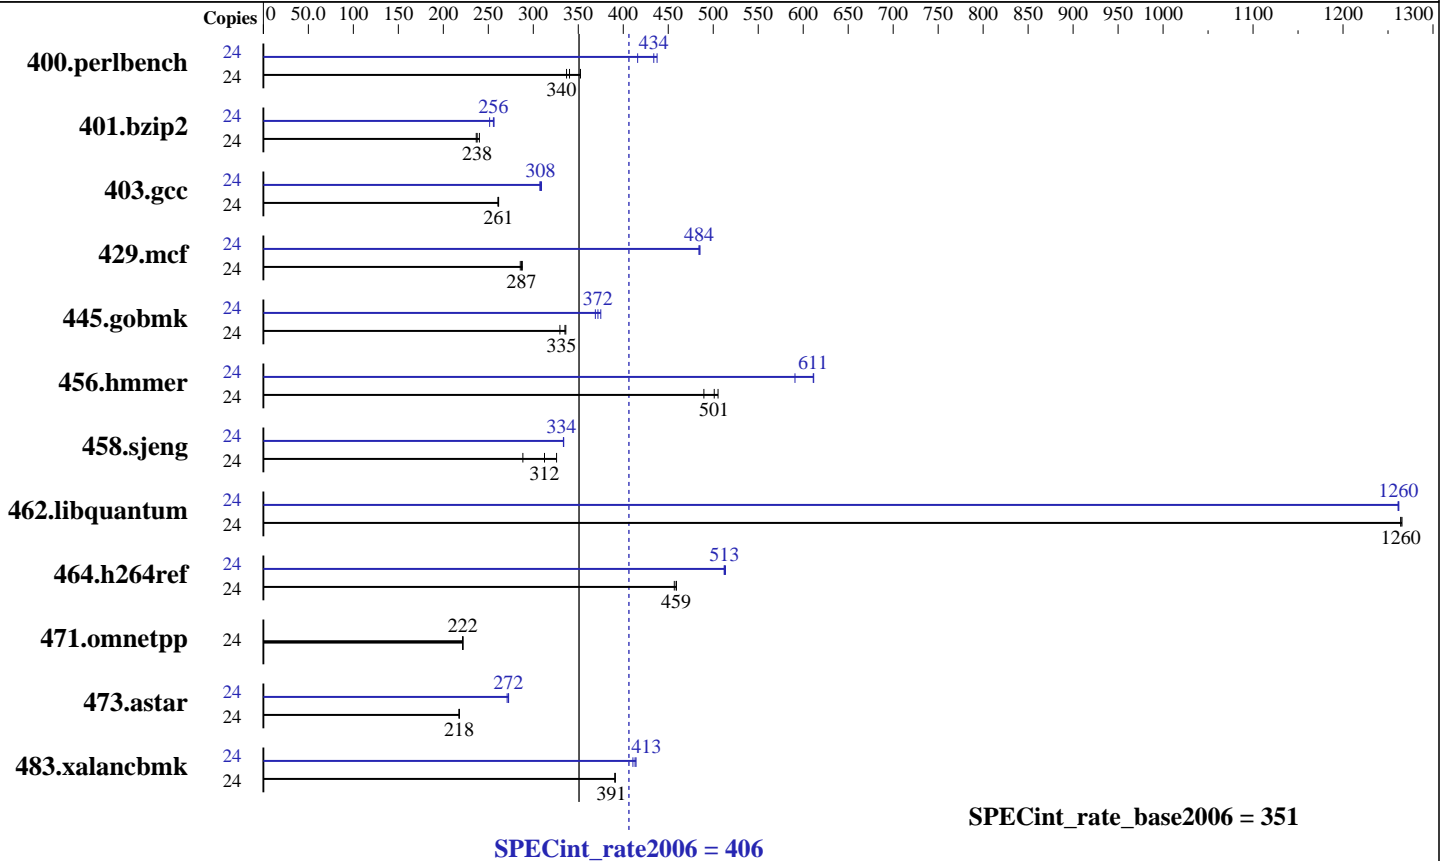 Copies 0 50.0 100 150 200 250 300 350 400 450 500 550 600 650 700 750 800 850 900 950 1000 1100 1200 1300
400.perlbench 24 434
24 340
401.bzip2 24 256
24 238
403.gcc 24 308
24 261
429.mcf 24 484
24 287
445.gobmk 24 372
24 335
456.hmmer 24 611
24 501
458.sjeng 24 334
24 312
462.libquantum 24 1260
24 1260
464.h264ref 24 513
24 459
471.omnetpp 24 222
473.astar 24 272
24 218
483.xalancbmk 24 413
24 391
SPECint_rate_base2006 = 351
SPECint_rate2006 = 406